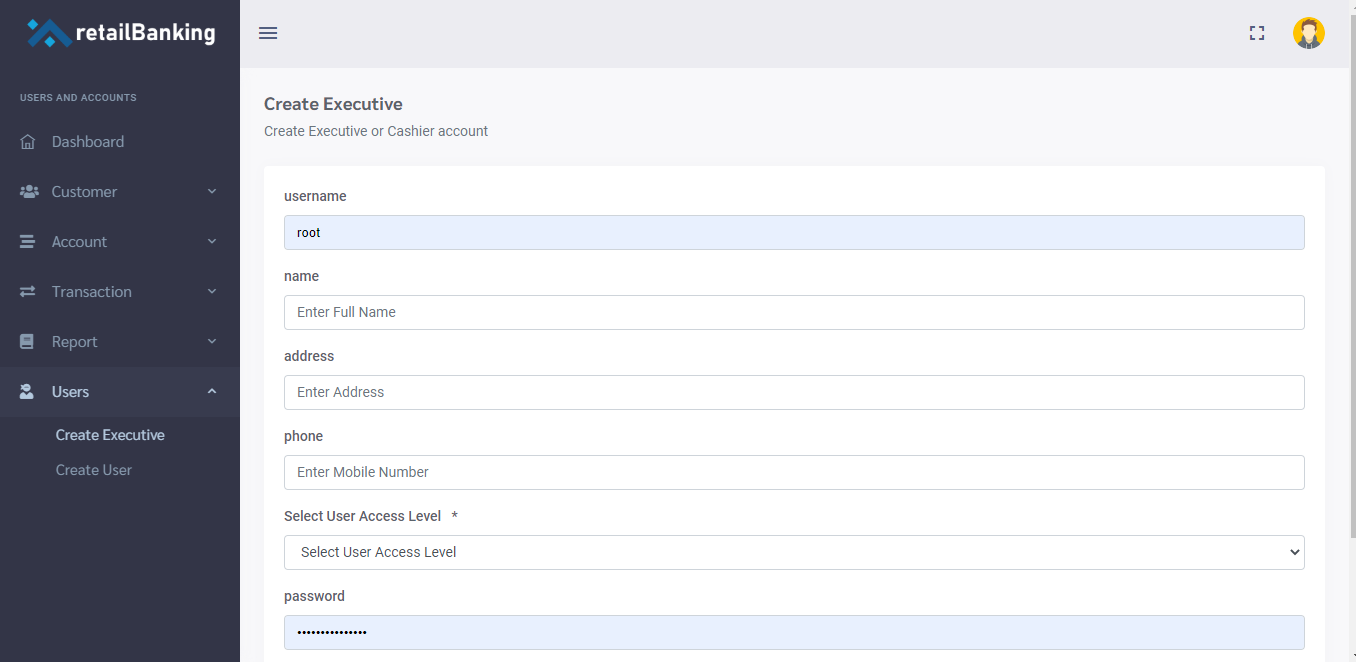 retailBanking
USERS AND ACCOUNTS
Dashboard
Customer
Account
Transaction
Report
Users
Create Executive
Create User
Create Executive
Create Executive or Cashier account
username
root
name
Enter Full Name
address
Enter Address
phone
Enter Mobile Number
Select User Access Level *
Select User Access Level
password
•••••••••••••••